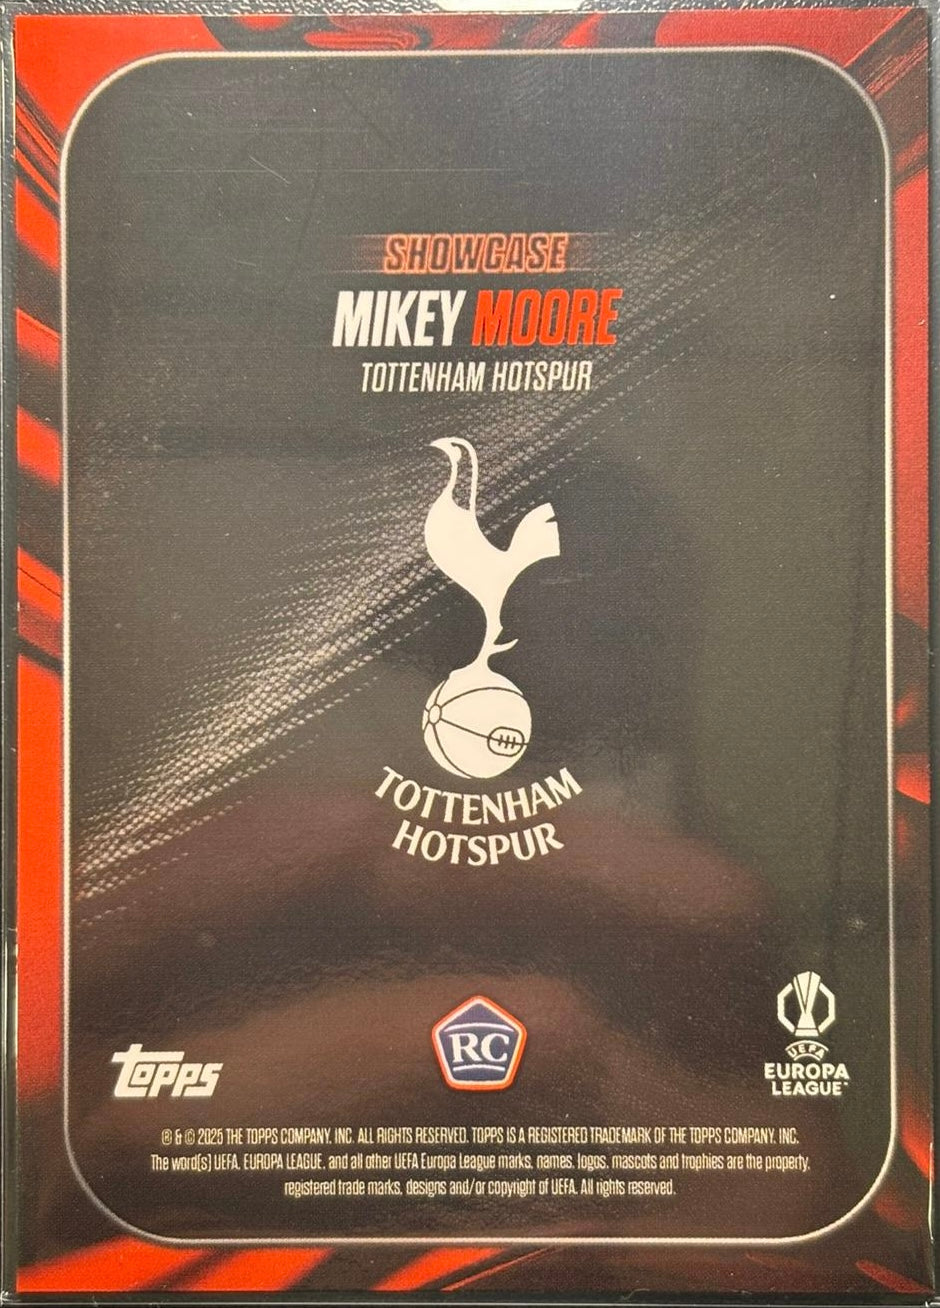 SHOWCASE
MIKEY MOORE
TOTTENHAM HOTSPUR
TOTTENHAM
HOTSPUR
RC
topps
UEFA
EUROPA
LEAGUE™
® & © 2025 THE TOPPS COMPANY, INC. ALL RIGHTS RESERVED. TOPPS IS A REGISTERED TRADEMARK OF THE TOPPS COMPANY, INC.
The word(s) UEFA, EUROPA LEAGUE, and all other UEFA Europa League marks, names, logos, mascots and trophies are the property,
registered trade marks, designs and/or copyright of UEFA. All rights reserved.